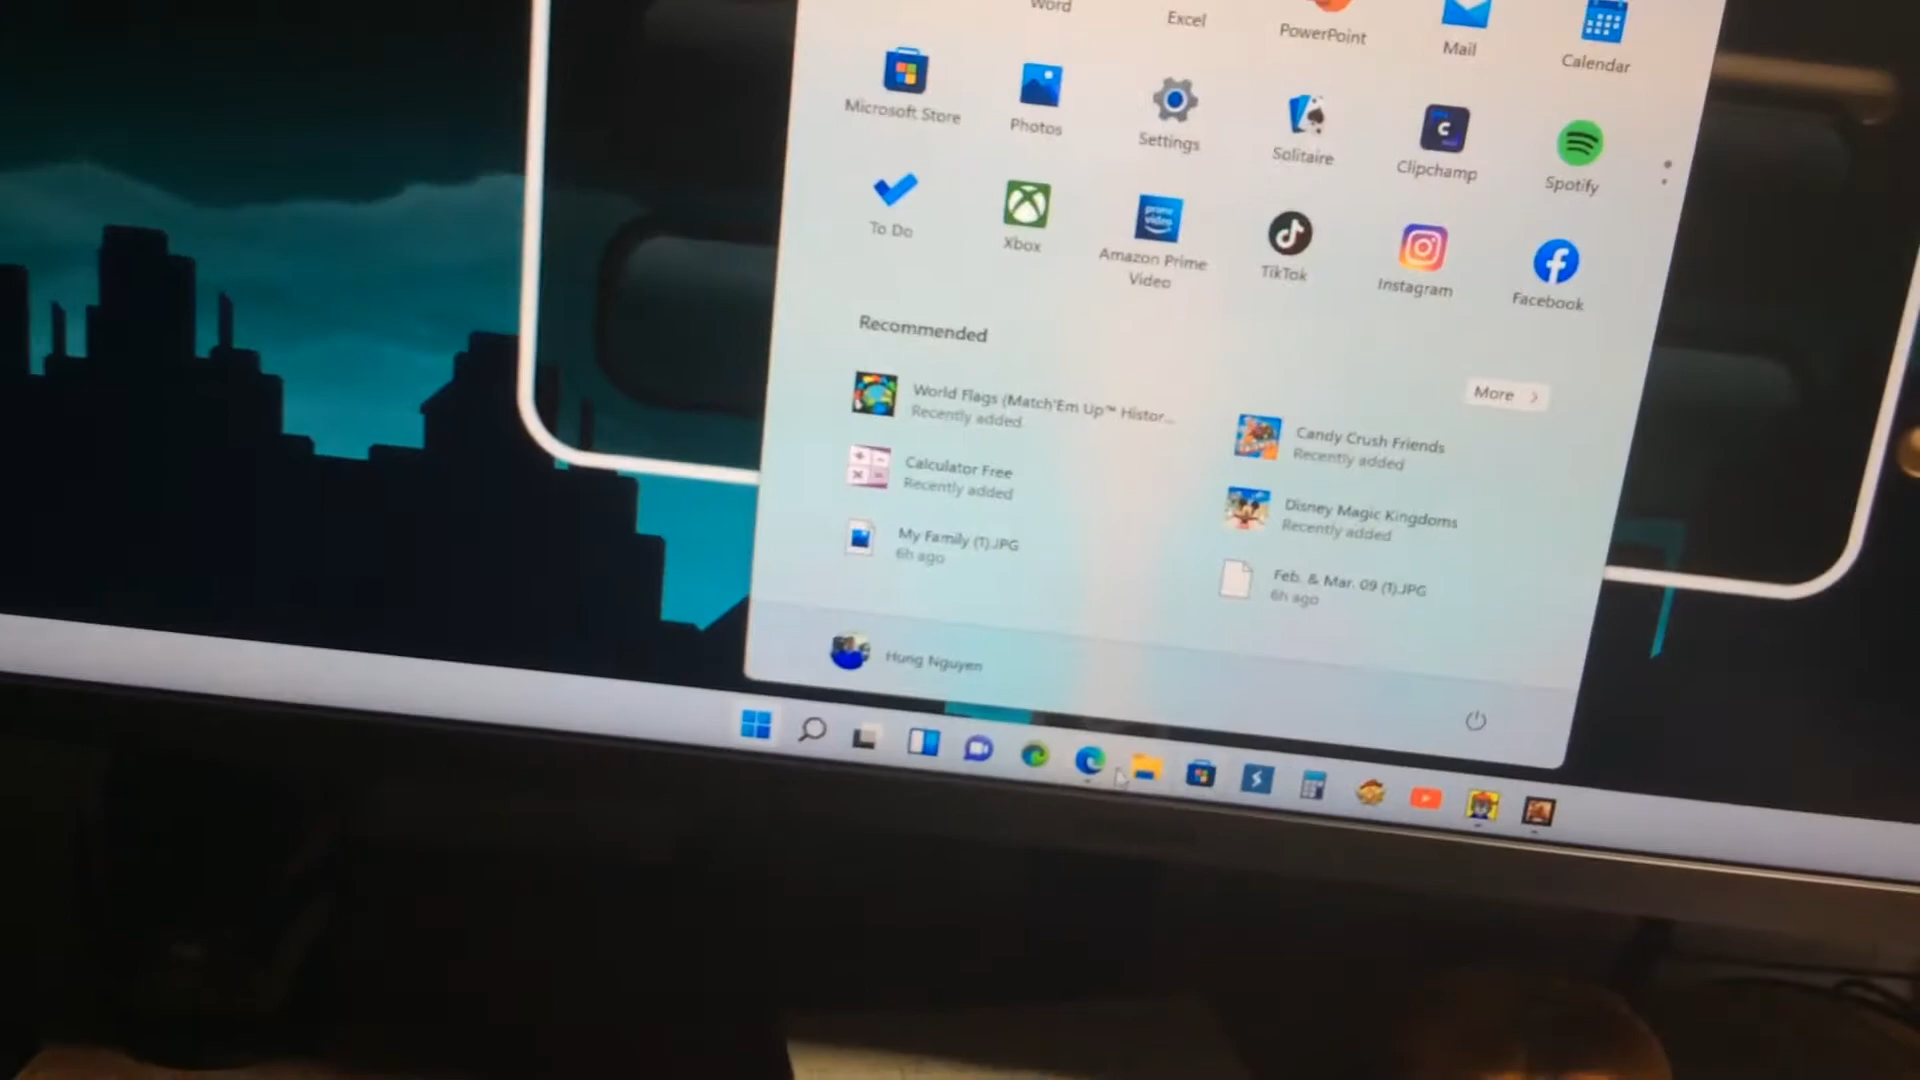 Word
Excel
PowerPoint
Mail
Calendar
Microsoft Store
Photos
Settings
Solitaire
Clipchamp
Spotify
To Do
Xbox
prime video
Amazon Prime
Video
TikTok
Instagram
Facebook
Recommended
More >
World Flags (Match'Em Up™ Histor...
Recently added
Candy Crush Friends
Recently added
Calculator Free
Recently added
Disney Magic Kingdoms
Recently added
My Family (1).JPG
6h ago
Feb. & Mar. 09 (1).JPG
6h ago
Hung Nguyen